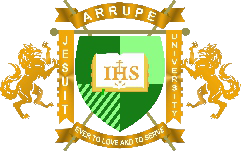 ARRUPE
JESUIT
UNIVERSITY
IHS
EVER TO LOVE AND TO SERVE